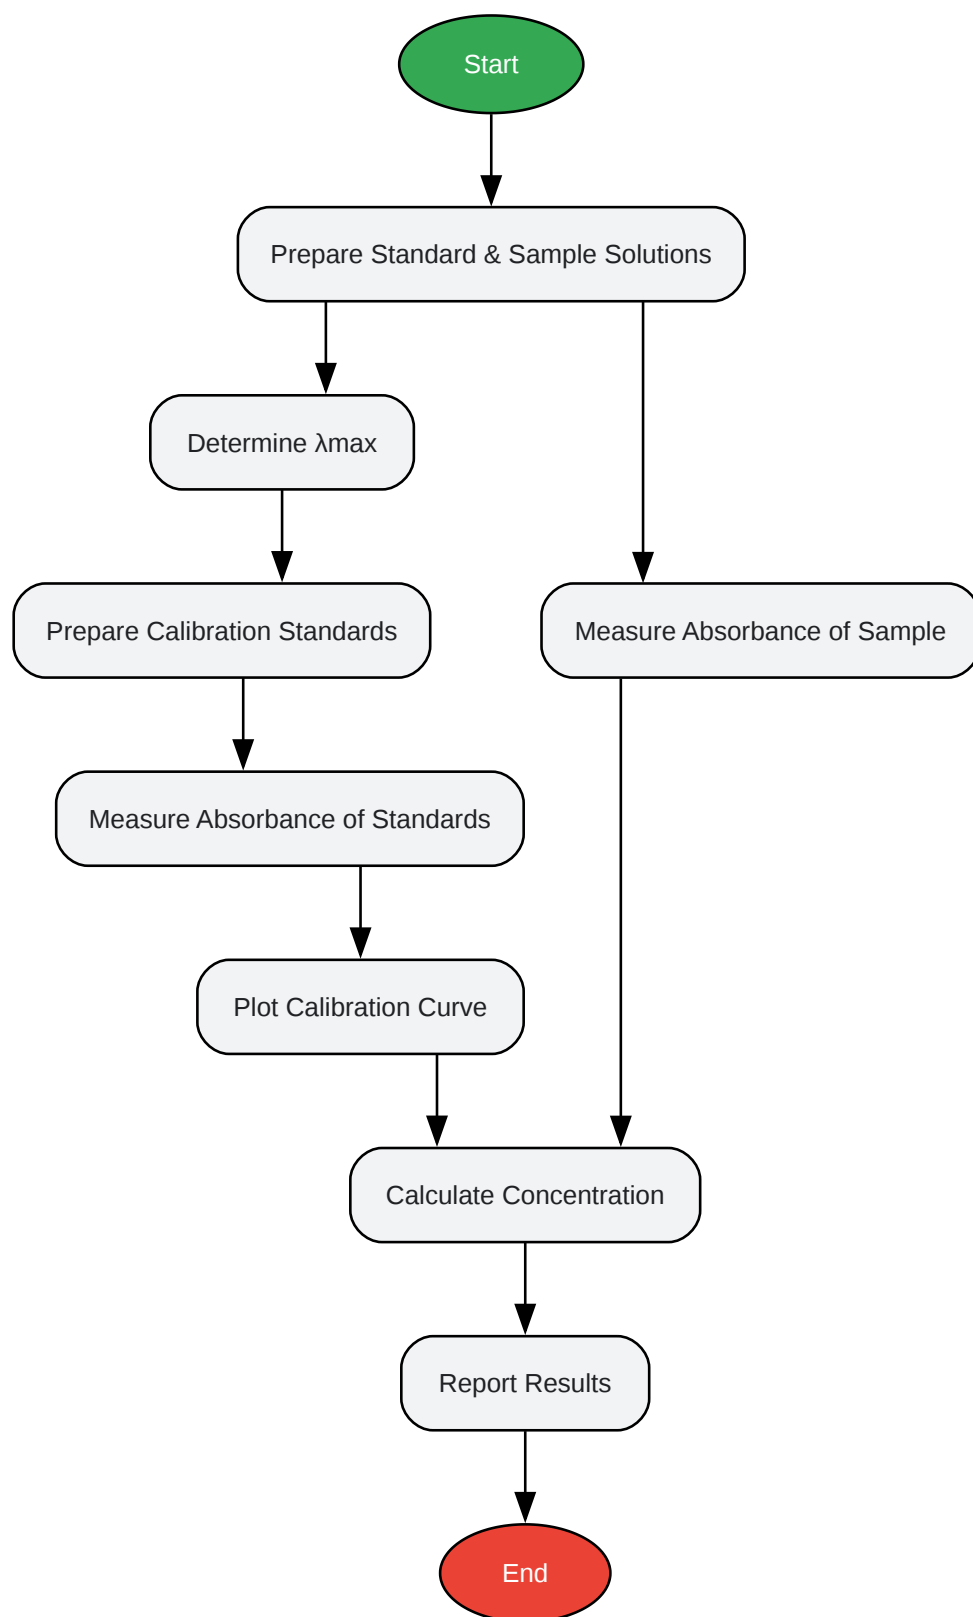 Start
Prepare Standard & Sample Solutions
Determine λmax
Prepare Calibration Standards
Measure Absorbance of Sample
Measure Absorbance of Standards
Plot Calibration Curve
Calculate Concentration
Report Results
End